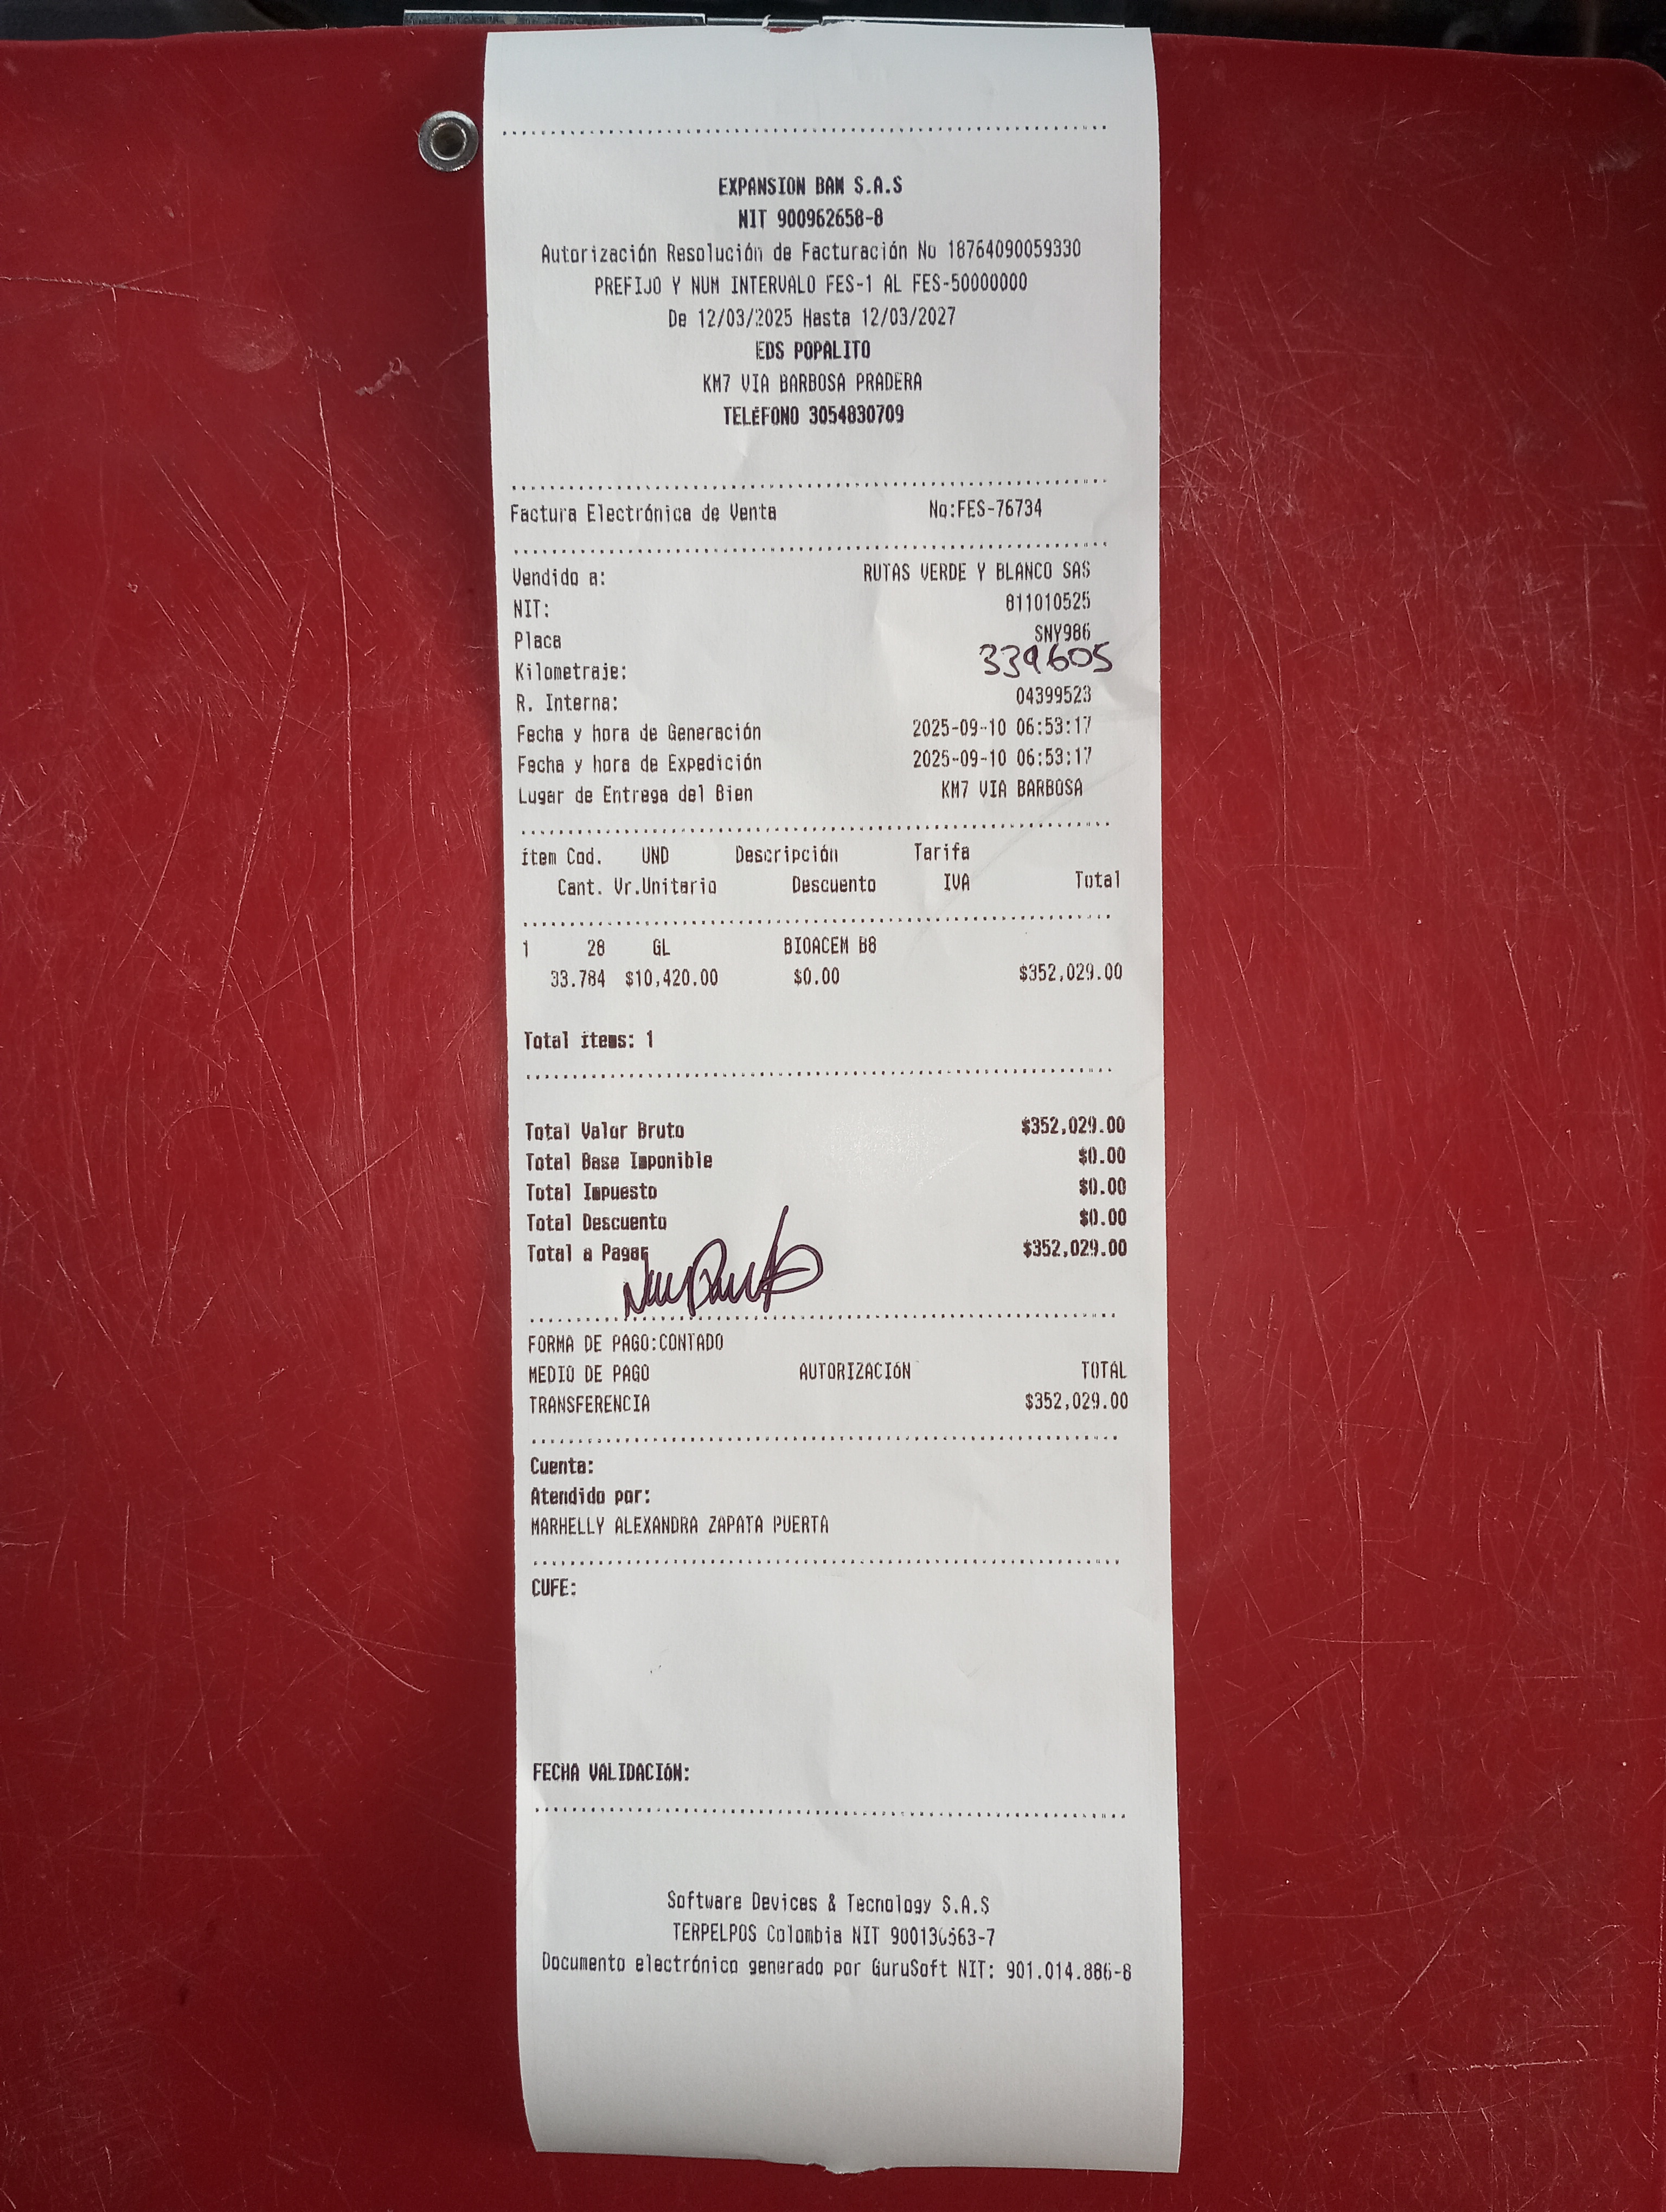 EXPANSION BAM S.A.S
NIT 900962658-8
Autorización Resolución de Facturación No 18764090059330
PREFIJO Y NUM INTERVALO FES-1 AL FES-50000000
De 12/03/2025 Hasta 12/03/2027
EDS POPALITO
KM7 VIA BARBOSA PRADERA
TELÉFONO 3054830709
Factura Electrónica de Venta No:FES-76734
Vendido a: RUTAS VERDE Y BLANCO SAS
NIT: 811010525
Placa SNY986
Kilometraje: 339605
R. Interna: 04399523
Fecha y hora de Generación 2025-09-10 06:53:17
Fecha y hora de Expedición 2025-09-10 06:53:17
Lugar de Entrega del Bien KM7 VIA BARBOSA
ítem Cod. UND Descripción Tarifa
Cant. Vr.Unitario Descuento IVA Total
1 28 GL BIOACEM B8
33.784 $10,420.00 $0.00 $352,029.00
Total ítems: 1
Total Valor Bruto $352,029.00
Total Base Imponible $0.00
Total Impuesto $0.00
Total Descuento $0.00
Total a Pagar $352,029.00
FORMA DE PAGO:CONTADO
MEDIO DE PAGO AUTORIZACIÓN TOTAL
TRANSFERENCIA $352,029.00
Cuenta:
Atendido por:
MARHELLY ALEXANDRA ZAPATA PUERTA
CUFE:
FECHA VALIDACIÓN:
Software Devices & Tecnology S.A.S
TERPELPOS Colombia NIT
Documento electrónico generado por GuruSoft NIT: 901.014.886-8